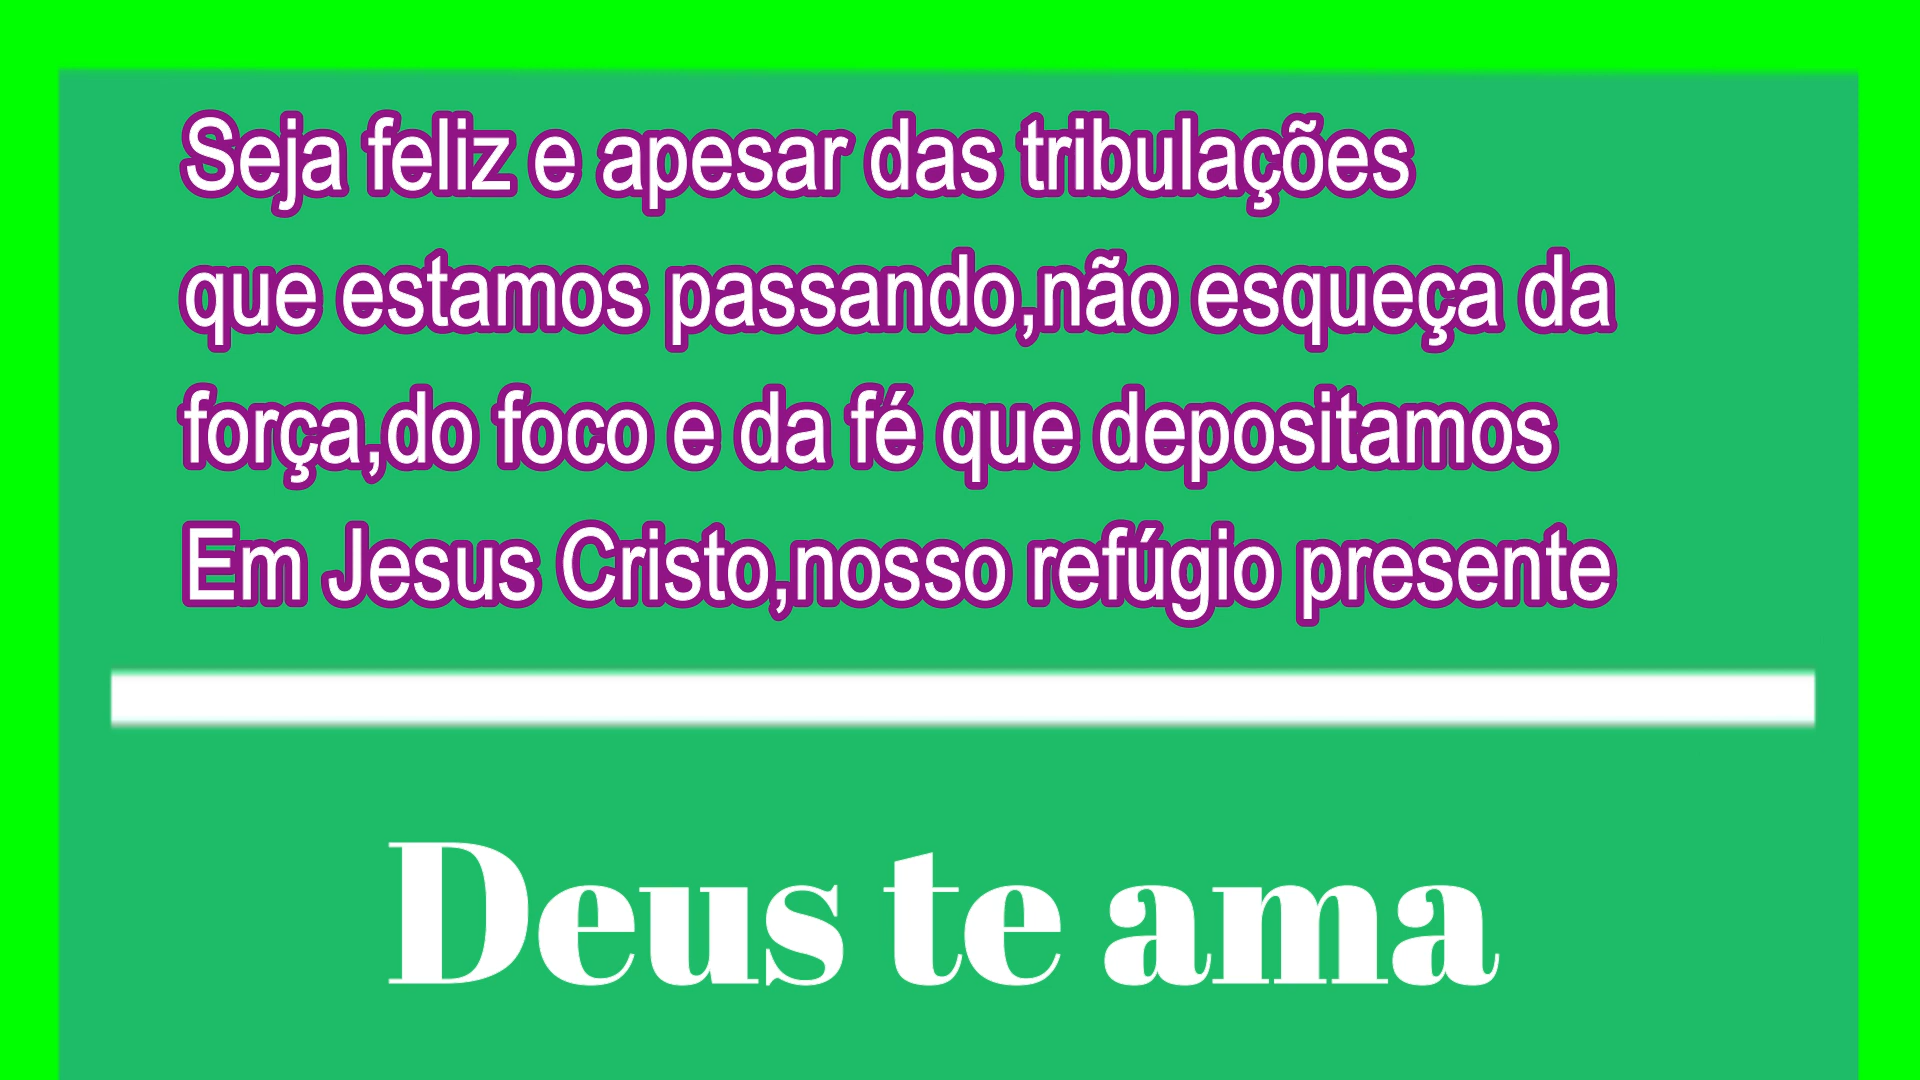 Seja feliz e apesar das tribulações
que estamos passando,não esqueça da
força,do foco e da fé que depositamos
Em Jesus Cristo,nosso refúgio presente
Deus te ama